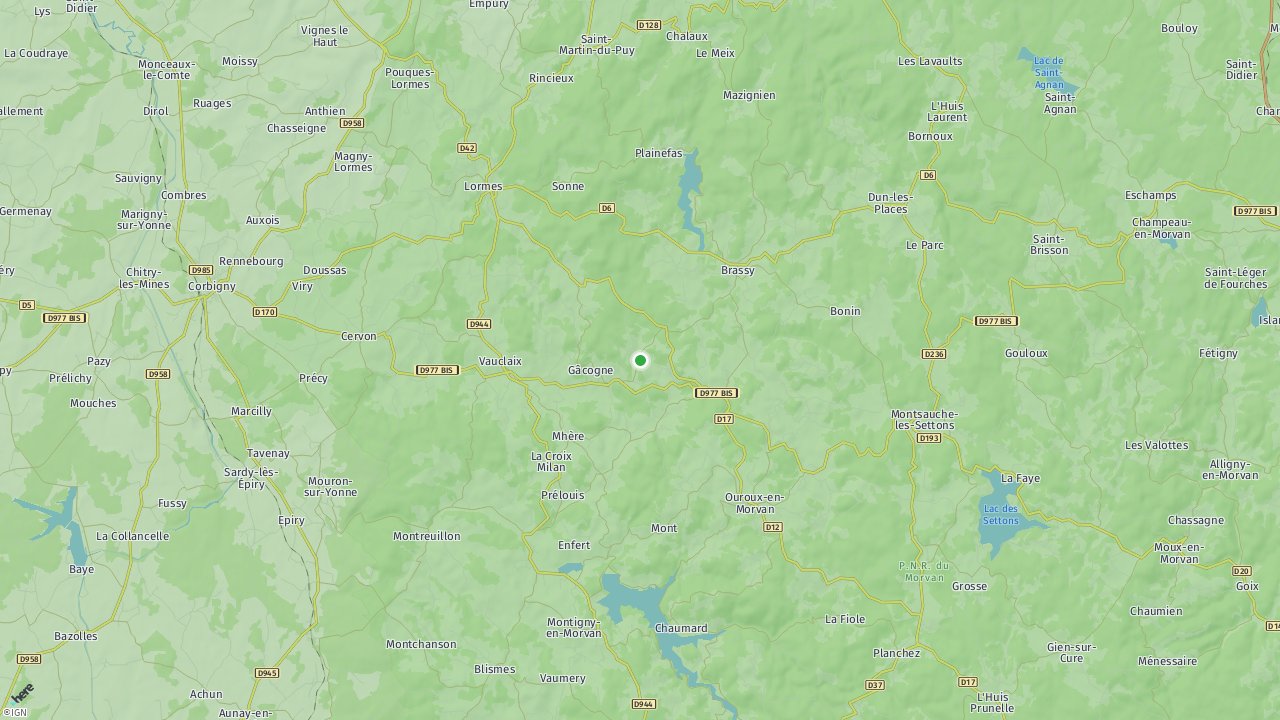 Lys
Didier
Empury
D128
Chalaux
Saint-
Martin-du-Puy
Le Meix
Vignes le
Haut
Bouloy
La Coudraye
Moissy
Monceaux-
le-Comte
Pouques-
Lormes
Rincieux
Les Lavaults
Lac de
Saint-
Agnan
Saint-
Didier
Mazignien
Saint-
Agnan
Ruages
Dirol
Anthien
L'Huis
Laurent
Chasseigne
D958
Bornoux
D42
Magny-
Lormes
Plainefas
Sauvigny
Combres
Lormes
Sonne
D6
Dun-les-
Places
Eschamps
Germenay
Marigny-
sur-Yonne
Auxois
D6
D977 BIS
Champeau-
en-Morvan
Le Parc
Saint-
Brisson
Rennebourg
Doussas
D985
Brassy
Chitry-
les-Mines
Corbigny
Viry
Saint-Léger
de Fourches
D5
D977 BIS
D170
Bonin
D944
D977 BIS
Cervon
Gouloux
D236
Fétigny
Pazy
Vauclaix
Gâcogne
D977 BIS
Prélichy
D958
Précy
D977 BIS
Mouches
Marcilly
D17
Montsauche-
les-Settons
D193
Mhère
Les Valottes
Tavenay
La Croix
Milan
Sardy-lès-
Épiry
Mouron-
sur-Yonne
La Faye
Alligny-
en-Morvan
Prélouis
Ouroux-en-
Morvan
Fussy
Lac des
Settons
Epiry
D12
Mont
Chassagne
La Collancelle
Montreuillon
Enfert
Moux-en-
Morvan
Baye
P.N.R. du
Morvan
D20
Grosse
Goix
Chaumien
La Fiole
Montigny-
en-Morvan
Chaumard
Bazolles
Montchanson
Planchez
Gien-sur-
Cure
D958
Blismes
D945
Vaumery
Ménessaire
Achun
D37
D17
L'Huis
Prunelle
D944
Aunay-en-
here
©IGN